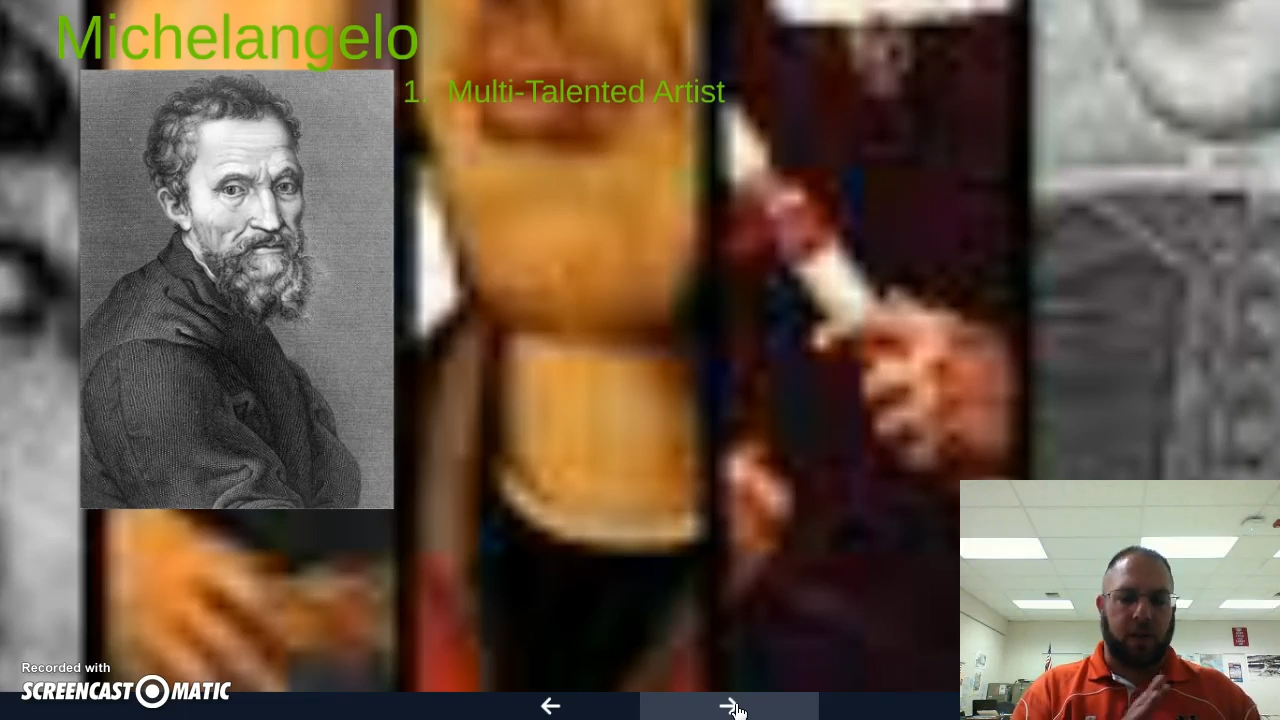 Michelangelo
1. Multi-Talented Artist
Recorded with
SCREENCAST MATIC